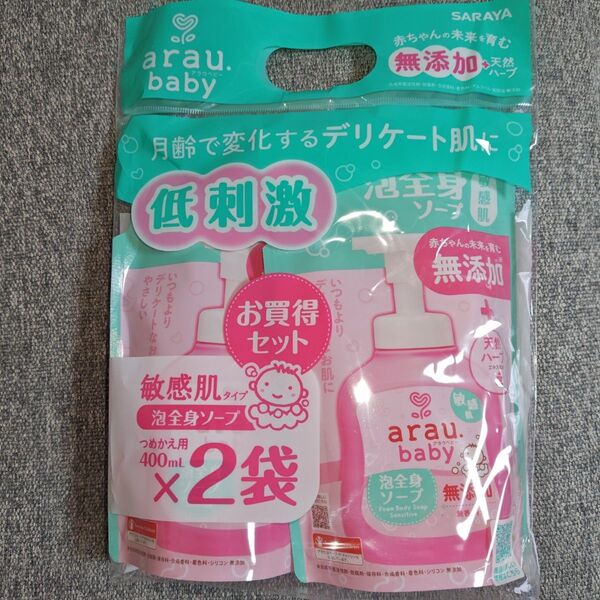 SARAYA
arau.
アラウベビー
baby
赤ちゃんの未来を育む
無添加+天然
ハーブ
月齢で変化するデリケート肌に
低刺激
泡全身
ソープ
敏感肌
赤ちゃんの未来を育む
無添加
+
天然
ハーブ
いつもより
デリケートなお
やさしい
いつもより
お肌に
お買得
セット
敏感肌タイプ
泡全身ソープ
つめかえ用
400mL
×2袋
敏感
肌
arau.
アラウベビー
baby
泡全身
ソープ
Foam Body Soap
Sensitive
無添加